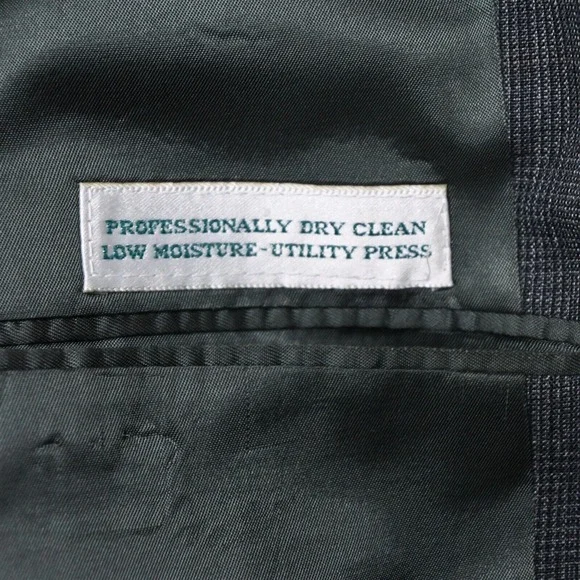 PROFESSIONALLY DRY CLEAN
LOW MOISTURE-UTILITY PRESS